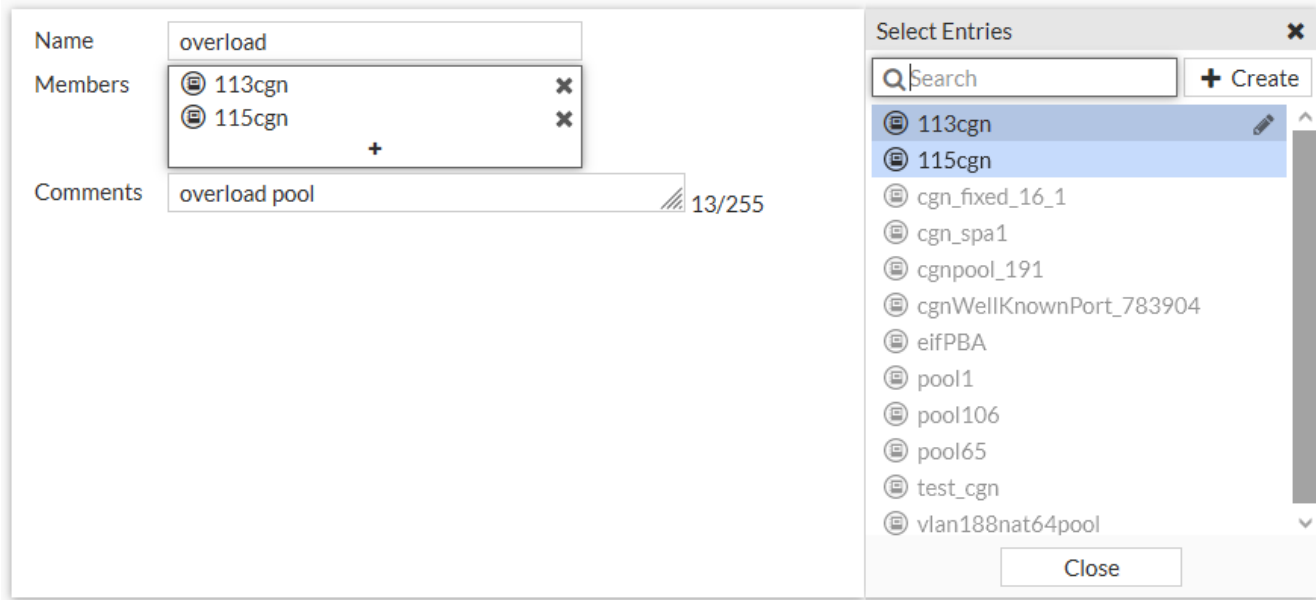 Name
overload
Members
113cgn
115cgn
+
Comments
overload pool
13/255
Select Entries
Search
+ Create
113cgn
115cgn
cgn_fixed_16_1
cgn_spa1
cgnpool_191
cgnWellKnownPort_783904
eifPBA
pool1
pool106
pool65
test_cgn
vlan188nat64pool
Close